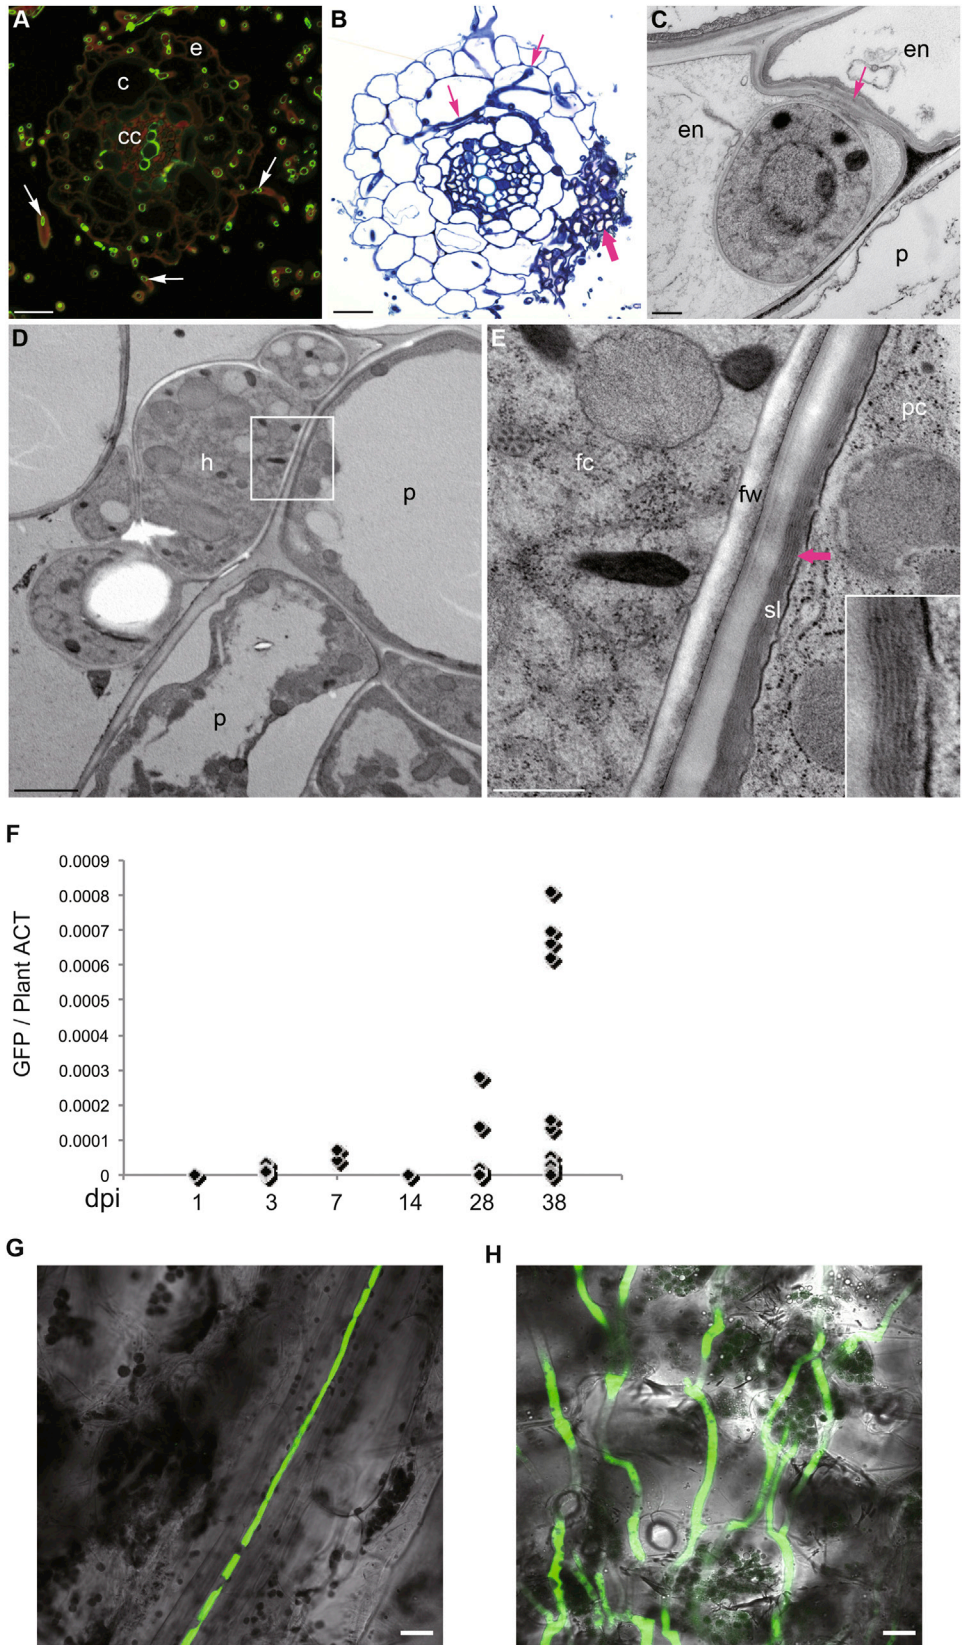 A
e
c
cc
B
C
en
en
p
D
h
p
p
E
pc
fc
fw
sl
F
GFP / Plant ACT
0.0009
0.0008
0.0007
0.0006
0.0005
0.0004
0.0003
0.0002
0.0001
0
dpi 1 3 7 14 28 38
G
H